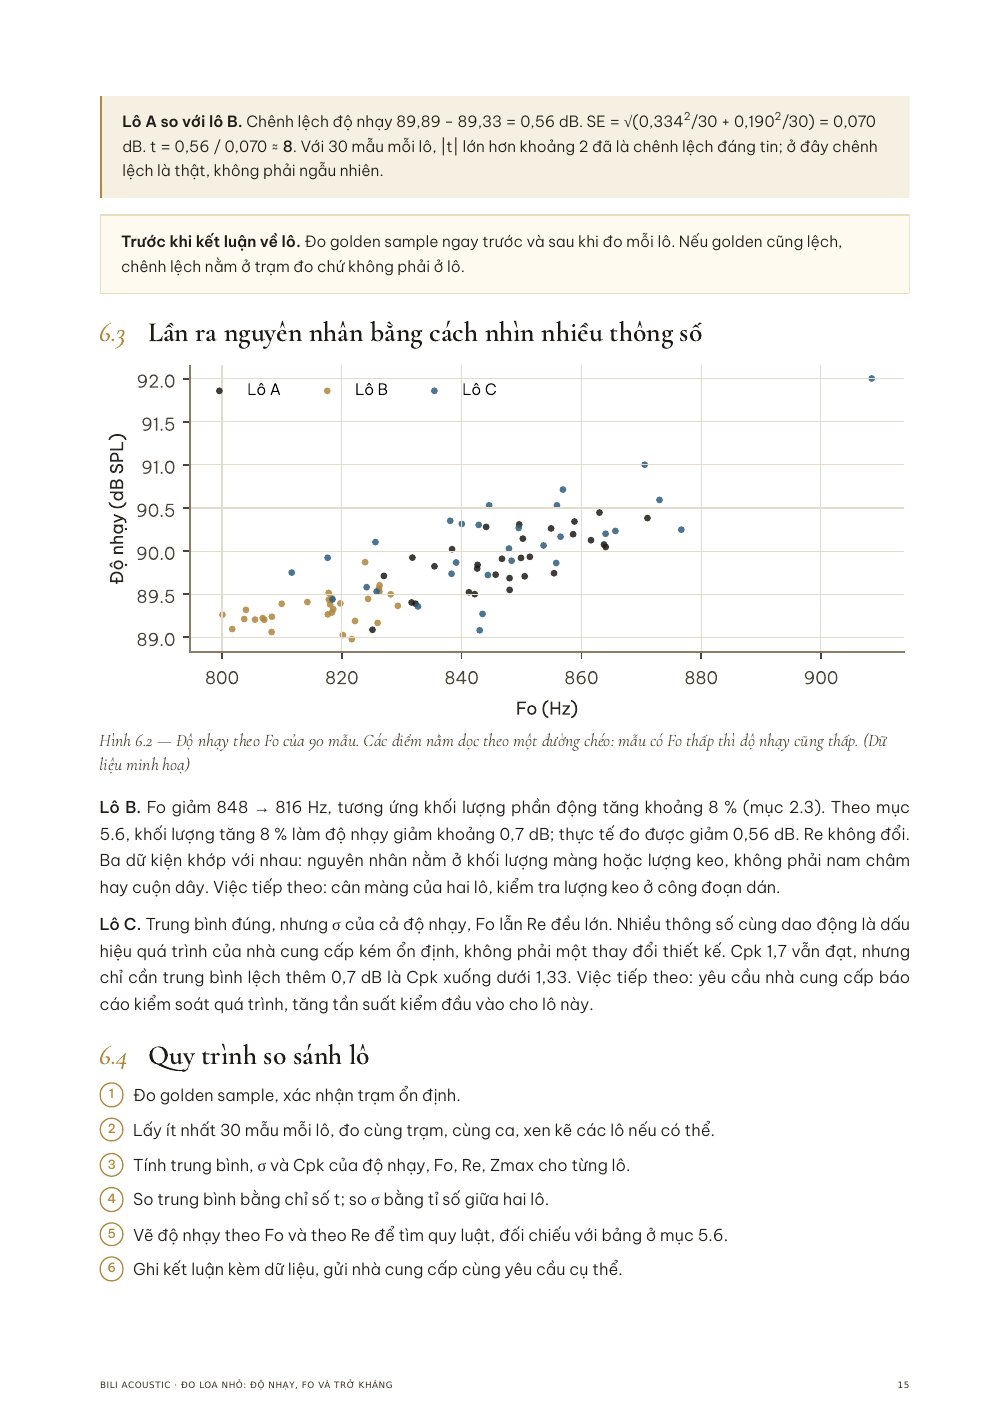 Lô A so với lô B. Chênh lệch độ nhạy 89,89 – 89,33 = 0,56 dB. SE = √(0,334²/30 + 0,190²/30) = 0,070
dB. t = 0,56 / 0,070 ≈ 8. Với 30 mẫu mỗi lô, |t| lớn hơn khoảng 2 đã là chênh lệch đáng tin; ở đây chênh
lệch là thật, không phải ngẫu nhiên.
Trước khi kết luận về lô. Đo golden sample ngay trước và sau khi đo mỗi lô. Nếu golden cũng lệch,
chênh lệch nằm ở trạm đo chứ không phải ở lô.
6.3 Lần ra nguyên nhân bằng cách nhìn nhiều thông số
Lô A Lô B Lô C
Độ nhạy (dB SPL)
92.0
91.5
91.0
90.5
90.0
89.5
89.0
800 820 840 860 880 900
Fo (Hz)
Hình 6.2 — Độ nhạy theo Fo của 90 mẫu. Các điểm nằm dọc theo một đường chéo: mẫu có Fo thấp thì độ nhạy cũng thấp. (Dữ
liệu minh hoạ)
Lô B. Fo giảm 848 → 816 Hz, tương ứng khối lượng phần động tăng khoảng 8 % (mục 2.3). Theo mục
5.6, khối lượng tăng 8 % làm độ nhạy giảm khoảng 0,7 dB; thực tế đo được giảm 0,56 dB. Re không đổi.
Ba dữ kiện khớp với nhau: nguyên nhân nằm ở khối lượng màng hoặc lượng keo, không phải nam châm
hay cuộn dây. Việc tiếp theo: cân màng của hai lô, kiểm tra lượng keo ở công đoạn dán.
Lô C. Trung bình đúng, nhưng σ của cả độ nhạy, Fo lẫn Re đều lớn. Nhiều thông số cùng dao động là dấu
hiệu quá trình của nhà cung cấp kém ổn định, không phải một thay đổi thiết kế. Cpk 1,7 vẫn đạt, nhưng
chỉ cần trung bình lệch thêm 0,7 dB là Cpk xuống dưới 1,33. Việc tiếp theo: yêu cầu nhà cung cấp báo
cáo kiểm soát quá trình, tăng tần suất kiểm đầu vào cho lô này.
6.4 Quy trình so sánh lô
1 Đo golden sample, xác nhận trạm ổn định.
2 Lấy ít nhất 30 mẫu mỗi lô, đo cùng trạm, cùng ca, xen kẽ các lô nếu có thể.
3 Tính trung bình, σ và Cpk của độ nhạy, Fo, Re, Zmax cho từng lô.
4 So trung bình bằng chỉ số t; so σ bằng tỉ số giữa hai lô.
5 Vẽ độ nhạy theo Fo và theo Re để tìm quy luật, đối chiếu với bảng ở mục 5.6.
6 Ghi kết luận kèm dữ liệu, gửi nhà cung cấp cùng yêu cầu cụ thể.
BILI ACOUSTIC · ĐO LOA NHỎ: ĐỘ NHẠY, FO VÀ TRỞ KHÁNG 15